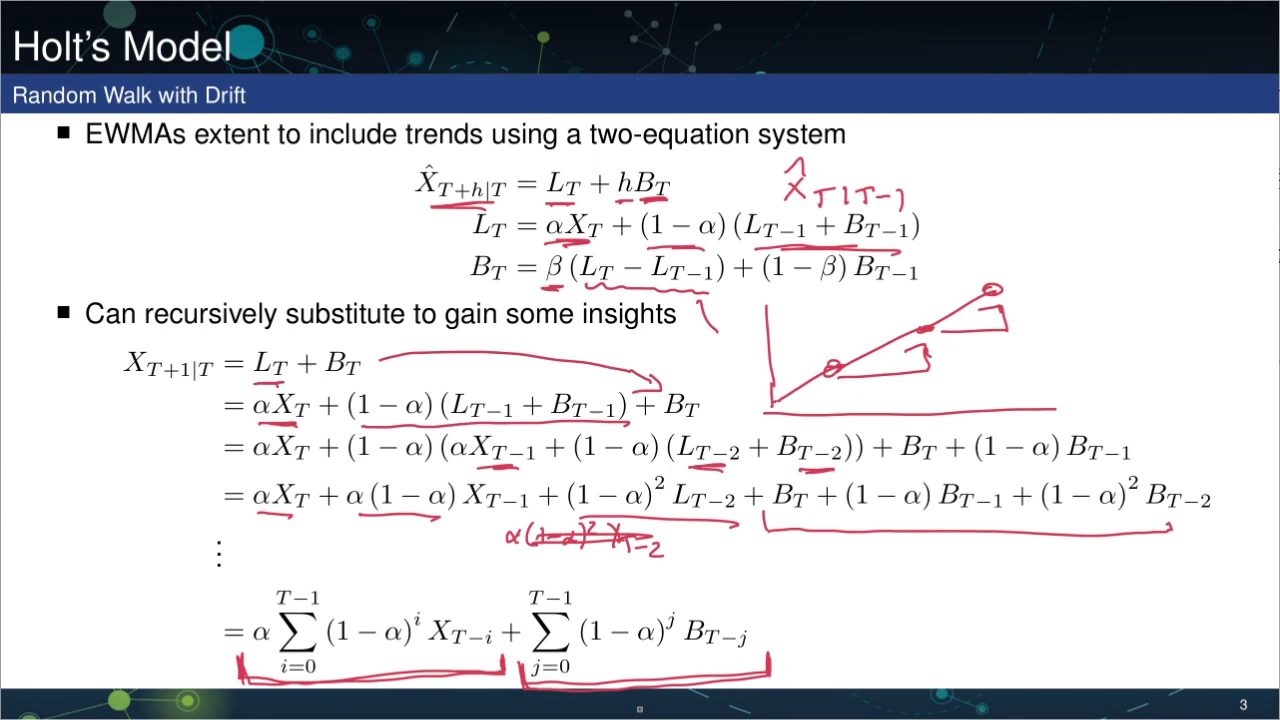 Holt's Model
Random Walk with Drift
■ EWMAs extent to include trends using a two-equation system
X̂_{T+h|T} = L_T + hB_T
X̂_{T|T−1}
L_T = αX_T + (1 − α) (L_{T−1} + B_{T−1})
B_T = β (L_T − L_{T−1}) + (1 − β) B_{T−1}
■ Can recursively substitute to gain some insights
X_{T+1|T} = L_T + B_T
= αX_T + (1 − α) (L_{T−1} + B_{T−1}) + B_T
= αX_T + (1 − α) (αX_{T−1} + (1 − α) (L_{T−2} + B_{T−2})) + B_T + (1 − α) B_{T−1}
= αX_T + α (1 − α) X_{T−1} + (1 − α)² L_{T−2} + B_T + (1 − α) B_{T−1} + (1 − α)² B_{T−2}
α(1−α)² X_{T−2}
⋮
= α ∑_{i=0}^{T−1} (1 − α)^i X_{T−i} + ∑_{j=0}^{T−1} (1 − α)^j B_{T−j}
3